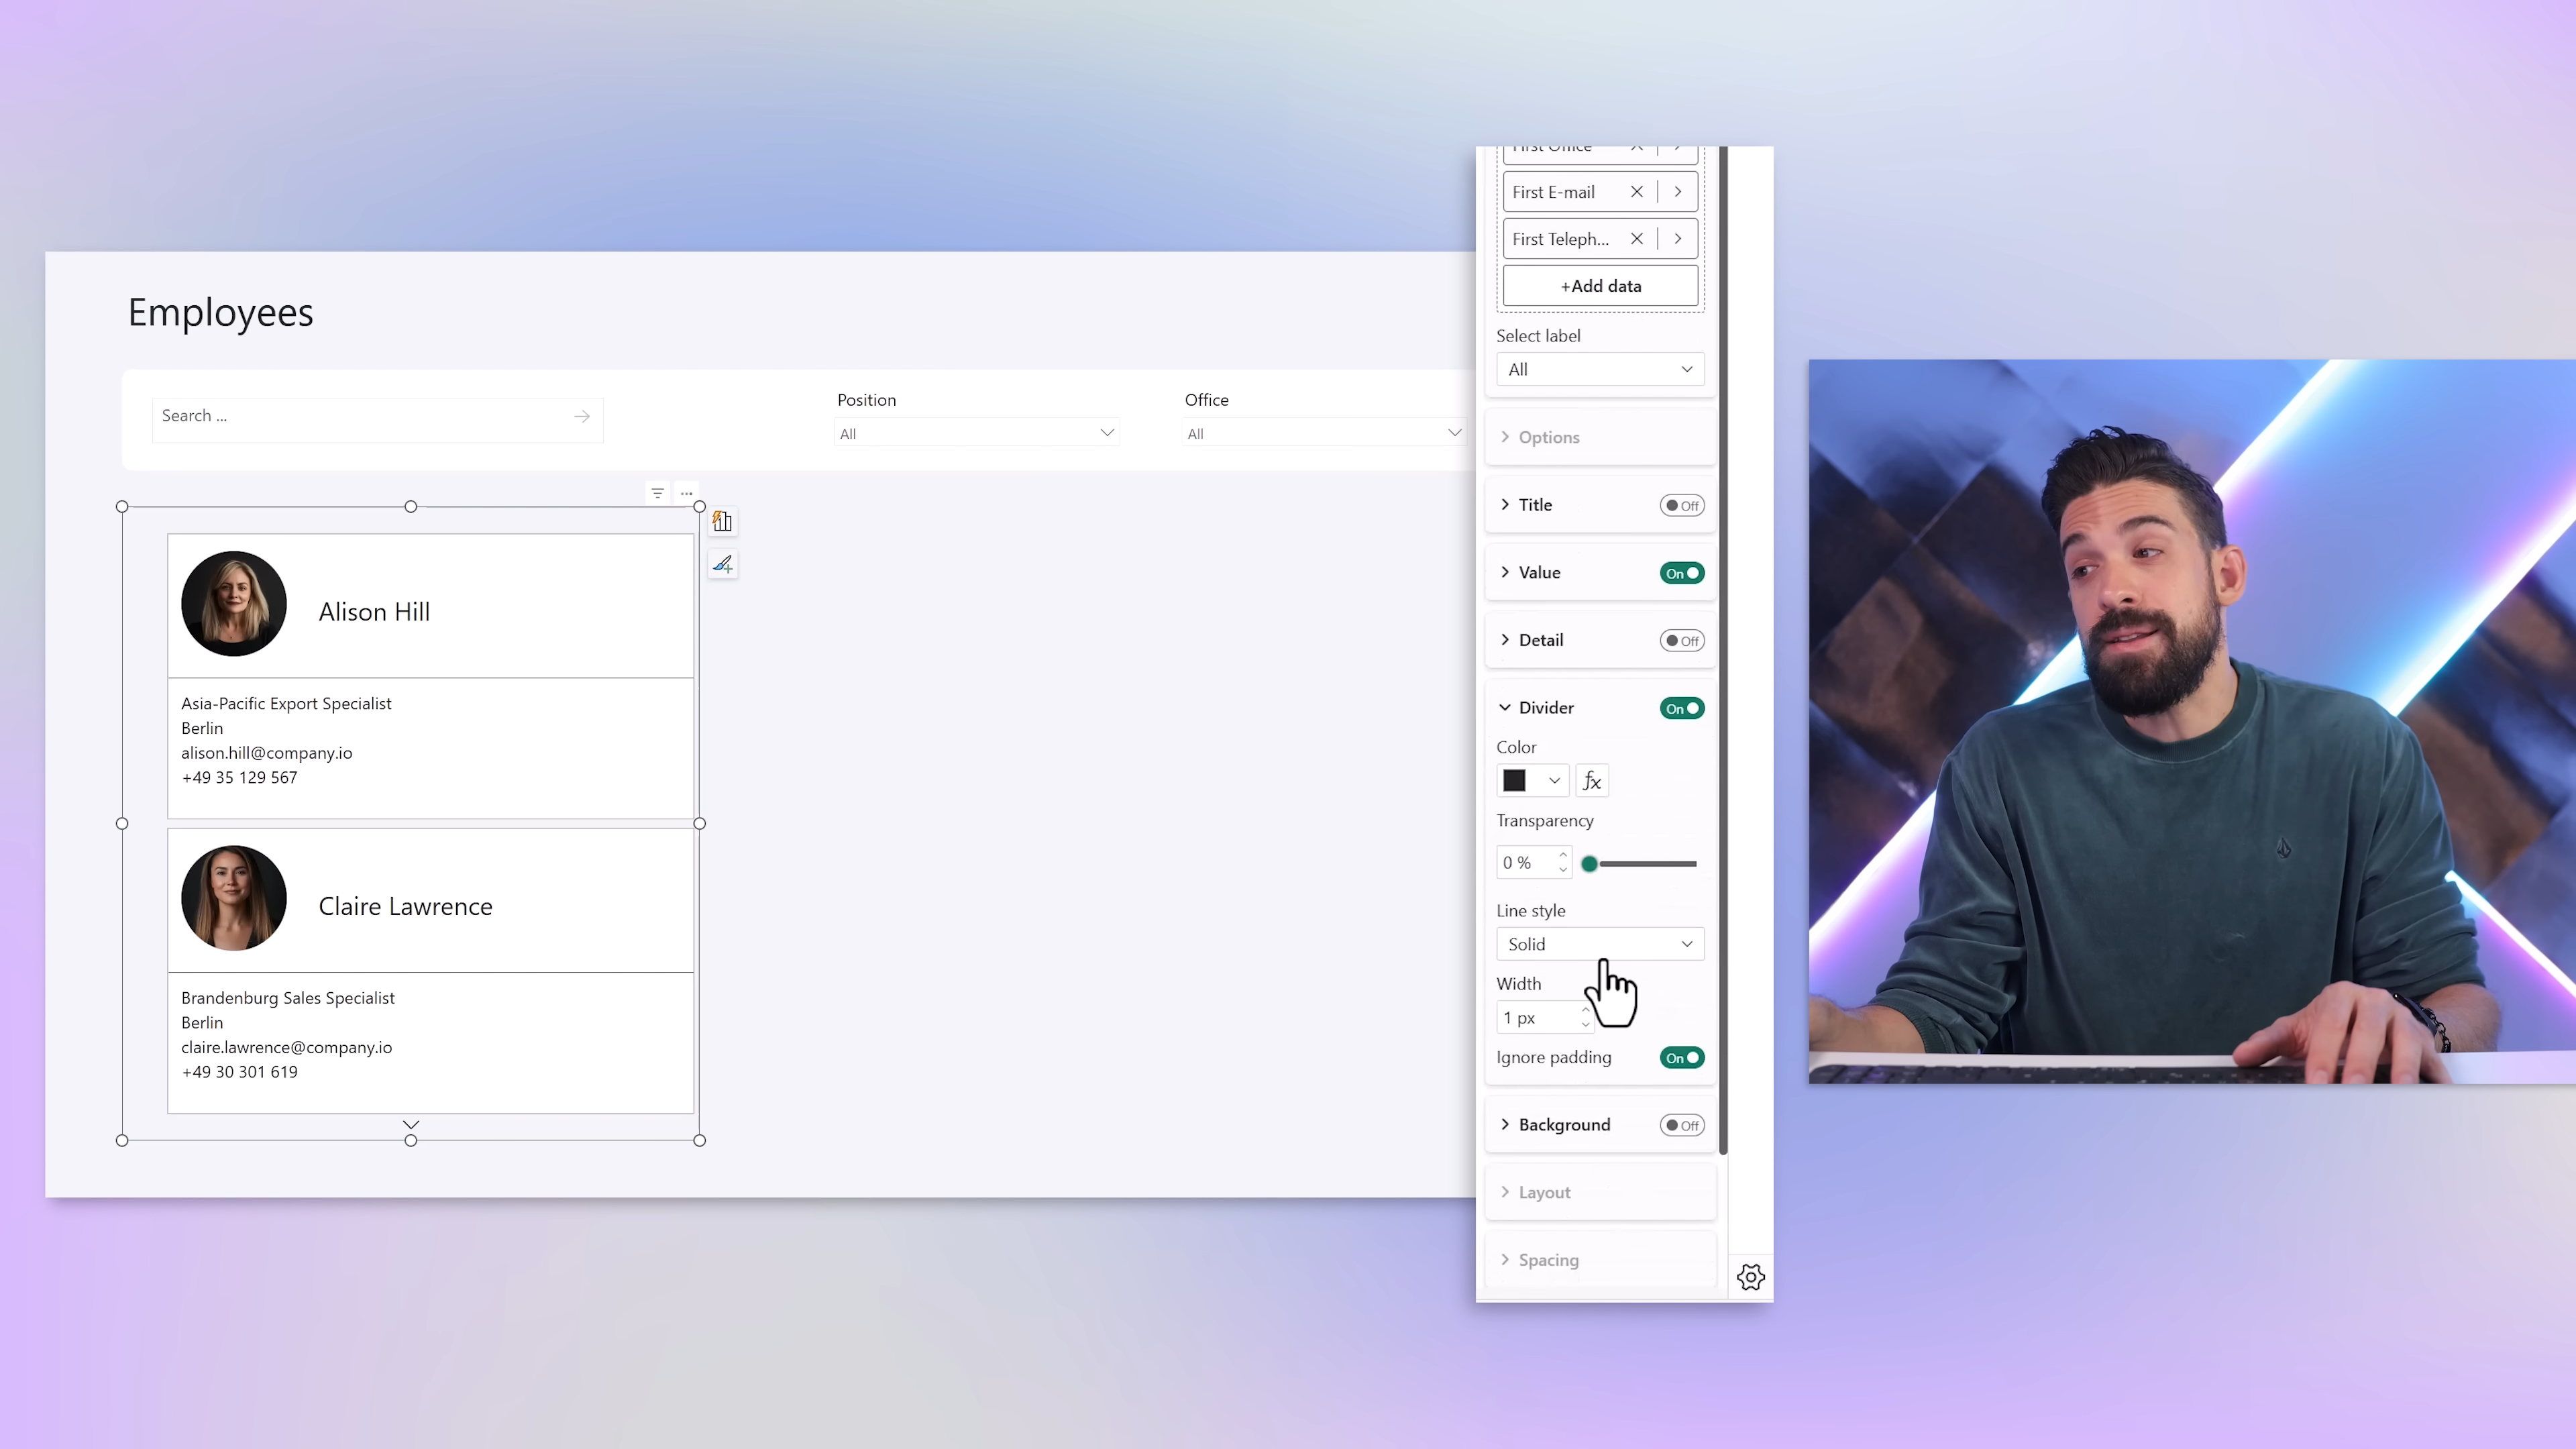 Employees
Search ...
Position
All
Office
All
Alison Hill
Asia-Pacific Export Specialist
Berlin
alison.hill@company.io
+49 35 129 567
Claire Lawrence
Brandenburg Sales Specialist
Berlin
claire.lawrence@company.io
+49 30 301 619
First Office
First E-mail
First Teleph...
+Add data
Select label
All
Options
Title
Off
Value
On
Detail
Off
Divider
On
Color
fx
Transparency
0 %
Line style
Solid
Width
1 px
Ignore padding
On
Background
Off
Layout
Spacing